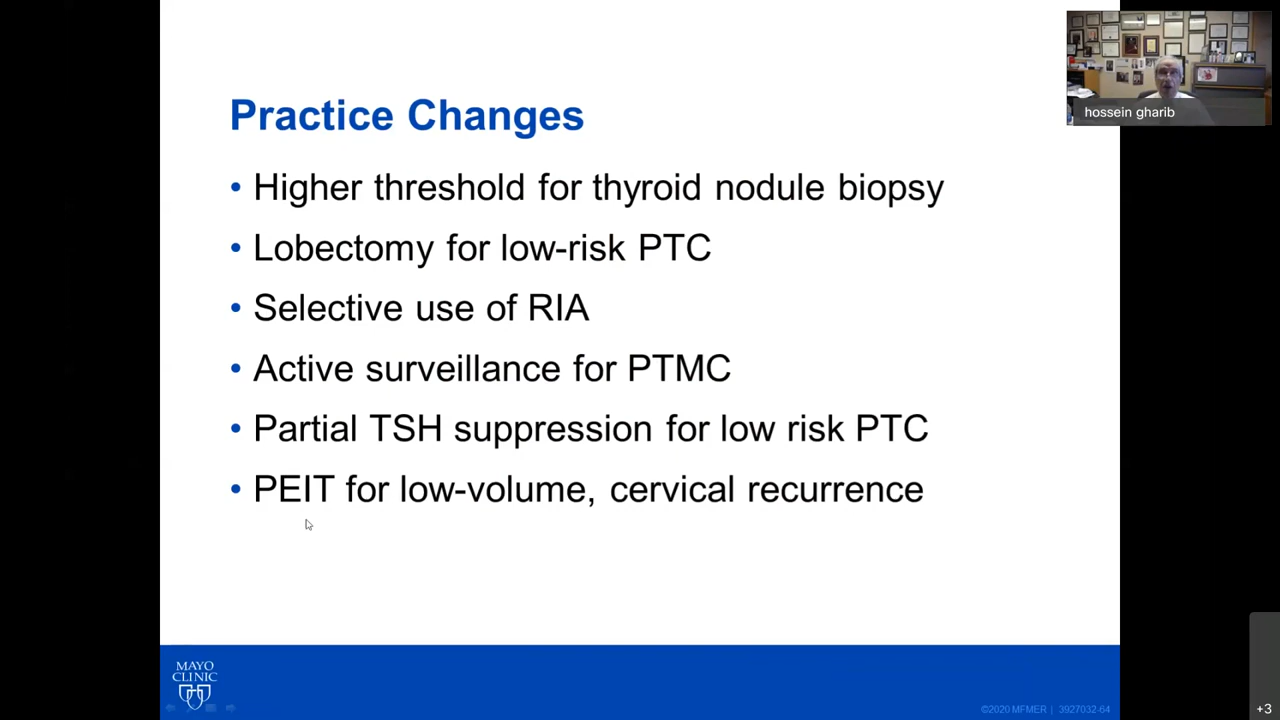 hossein gharib
Practice Changes
• Higher threshold for thyroid nodule biopsy
• Lobectomy for low-risk PTC
• Selective use of RIA
• Active surveillance for PTMC
• Partial TSH suppression for low risk PTC
• PEIT for low-volume, cervical recurrence
MAYO
CLINIC
©2020 MFMER | 3927032-64
+3